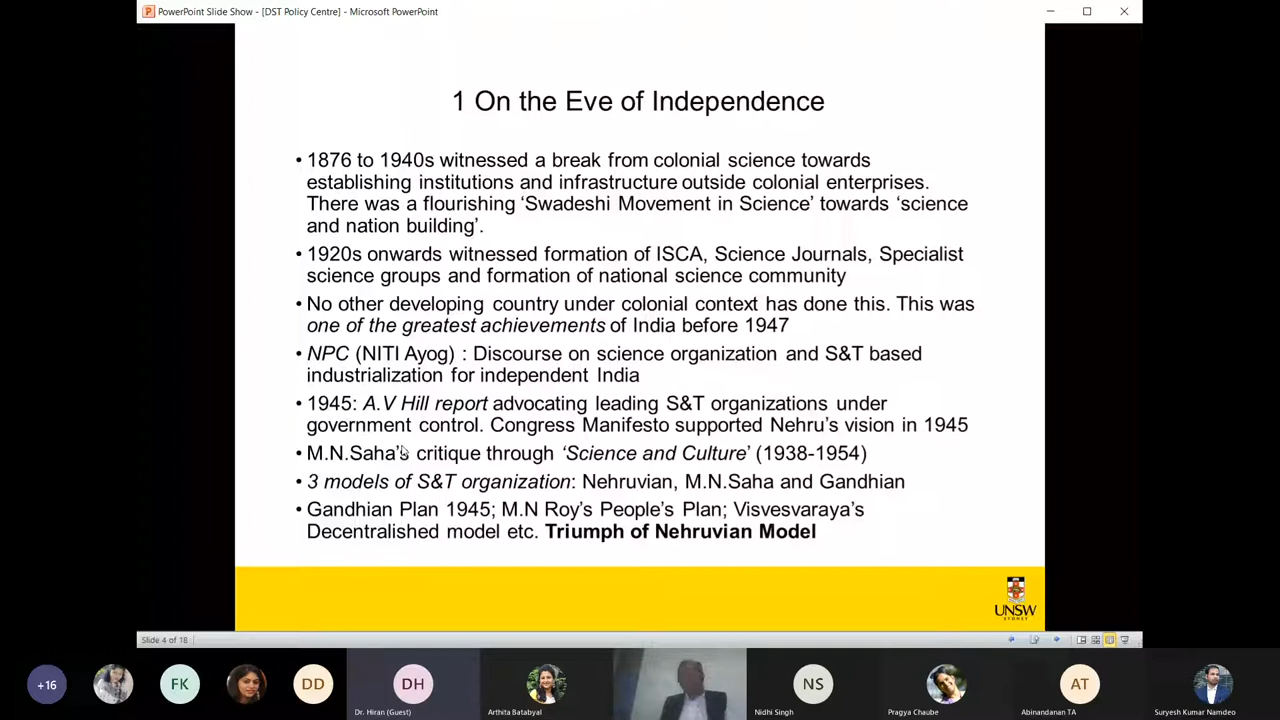 PowerPoint Slide Show - [DST Policy Centre] - Microsoft PowerPoint
1 On the Eve of Independence
• 1876 to 1940s witnessed a break from colonial science towards
establishing institutions and infrastructure outside colonial enterprises.
There was a flourishing ‘Swadeshi Movement in Science’ towards ‘science
and nation building’.
• 1920s onwards witnessed formation of ISCA, Science Journals, Specialist
science groups and formation of national science community
• No other developing country under colonial context has done this. This was
one of the greatest achievements of India before 1947
• NPC (NITI Ayog) : Discourse on science organization and S&T based
industrialization for independent India
• 1945: A.V Hill report advocating leading S&T organizations under
government control. Congress Manifesto supported Nehru’s vision in 1945
• M.N.Saha’s critique through ‘Science and Culture’ (1938-1954)
• 3 models of S&T organization: Nehruvian, M.N.Saha and Gandhian
• Gandhian Plan 1945; M.N Roy’s People’s Plan; Visvesvaraya’s
Decentralished model etc. Triumph of Nehruvian Model
UNSW
SYDNEY
Slide 4 of 18
+16
FK
DD
DH
NS
AT
Dr. Hiran (Guest)
Arthita Batabyal
Nidhi Singh
Pragya Chaube
Abinandanan TA
Suryesh Kumar Namdeo